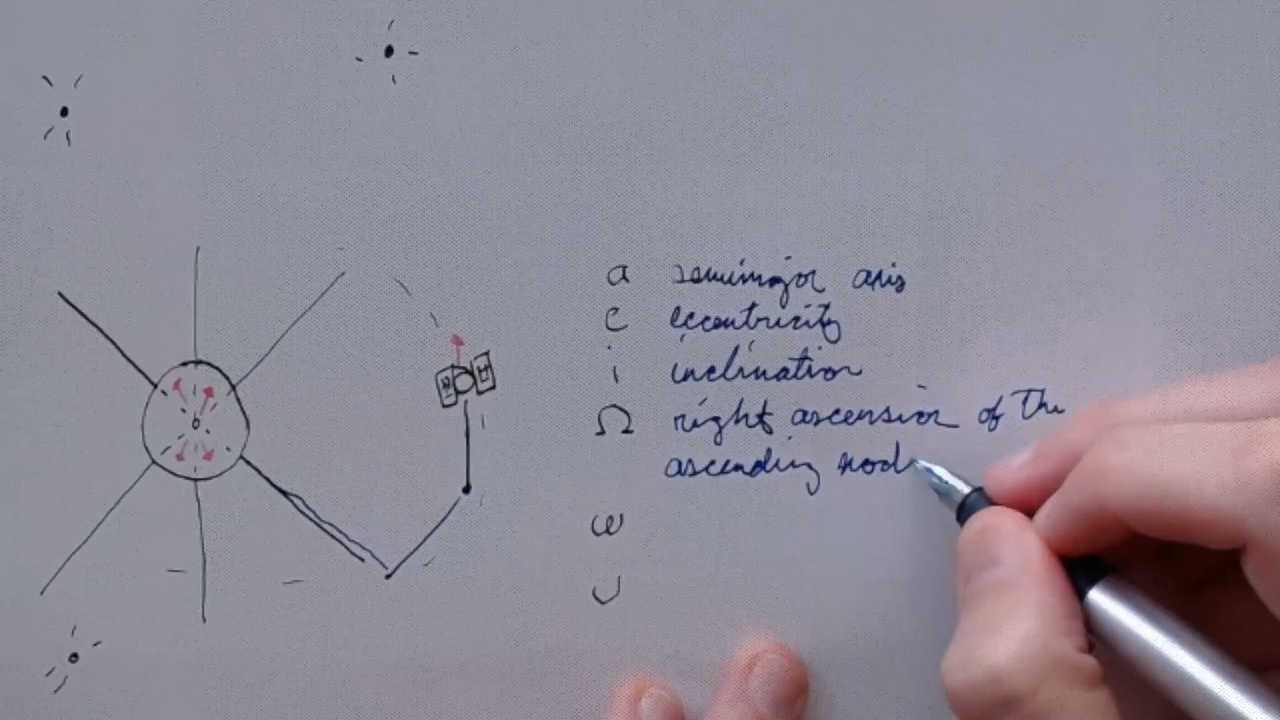 a semimajor axis
e eccentricity
i inclination
Ω right ascension of the
ascending node
ω
υ